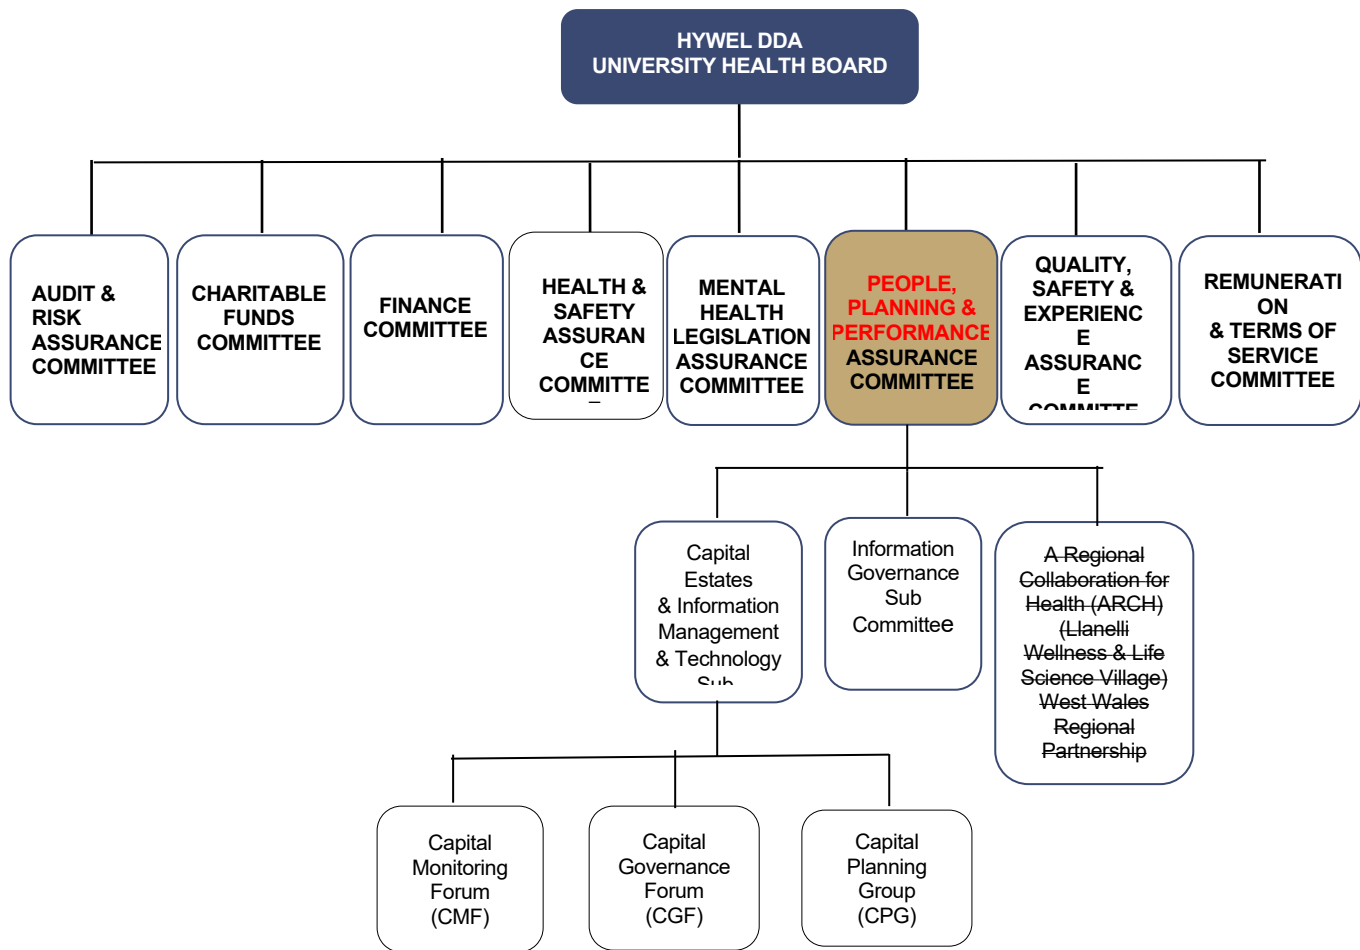 HYWEL DDA
UNIVERSITY HEALTH BOARD
AUDIT &
RISK
ASSURANCE
COMMITTEE
CHARITABLE
FUNDS
COMMITTEE
FINANCE
COMMITTEE
HEALTH &
SAFETY
ASSURAN
CE
COMMITTE
MENTAL
HEALTH
LEGISLATION
ASSURANCE
COMMITTEE
PEOPLE,
PLANNING &
PERFORMANCE
ASSURANCE
COMMITTEE
QUALITY,
SAFETY &
EXPERIENC
E
ASSURANC
E
COMMITTE
REMUNERATI
ON
& TERMS OF
SERVICE
COMMITTEE
Capital
Estates
& Information
Management
& Technology
Sub
Information
Governance
Sub
Committee
A Regional
Collaboration for
Health (ARCH)
(Llanelli
Wellness & Life
Science Village)
West Wales
Regional
Partnership
Capital
Monitoring
Forum
(CMF)
Capital
Governance
Forum
(CGF)
Capital
Planning
Group
(CPG)